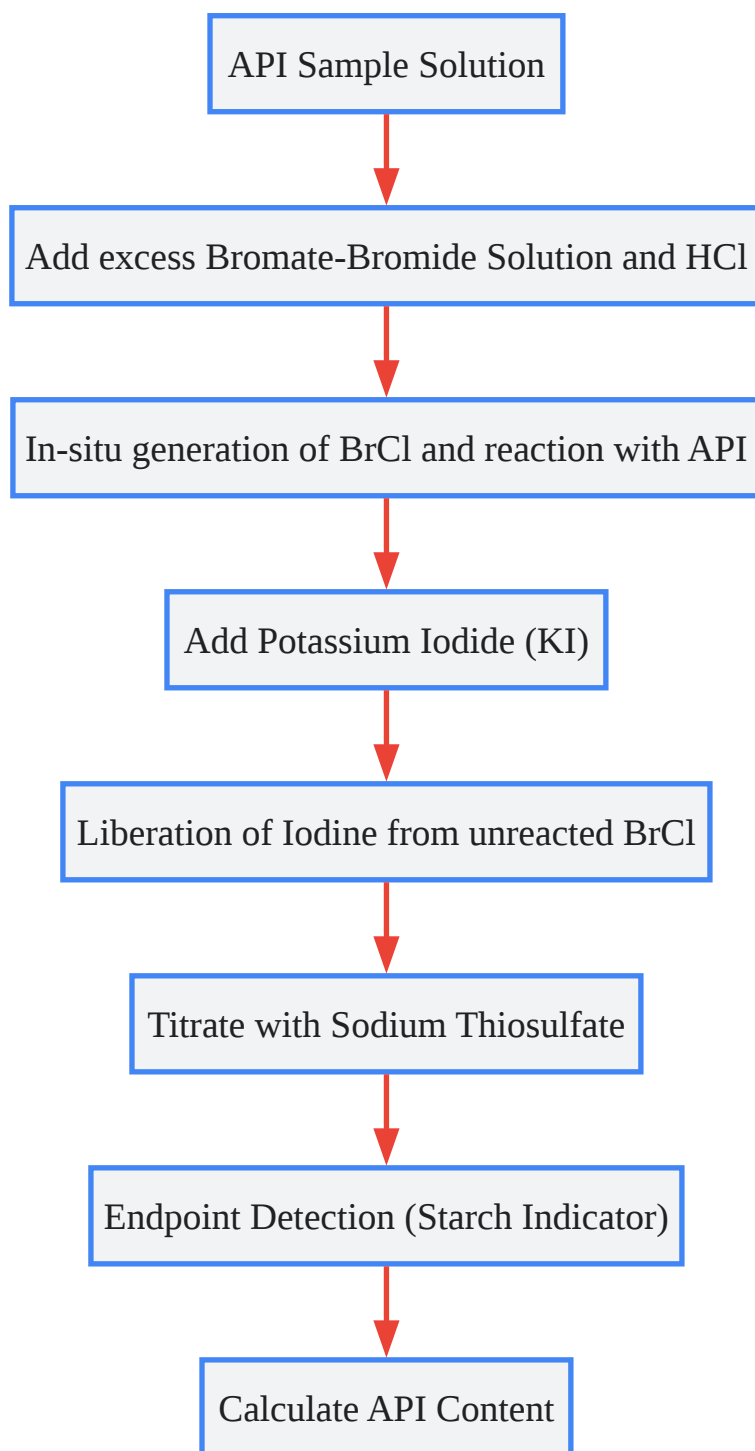 API Sample Solution
Add excess Bromate-Bromide Solution and HCl
In-situ generation of BrCl and reaction with API
Add Potassium Iodide (KI)
Liberation of Iodine from unreacted BrCl
Titrate with Sodium Thiosulfate
Endpoint Detection (Starch Indicator)
Calculate API Content